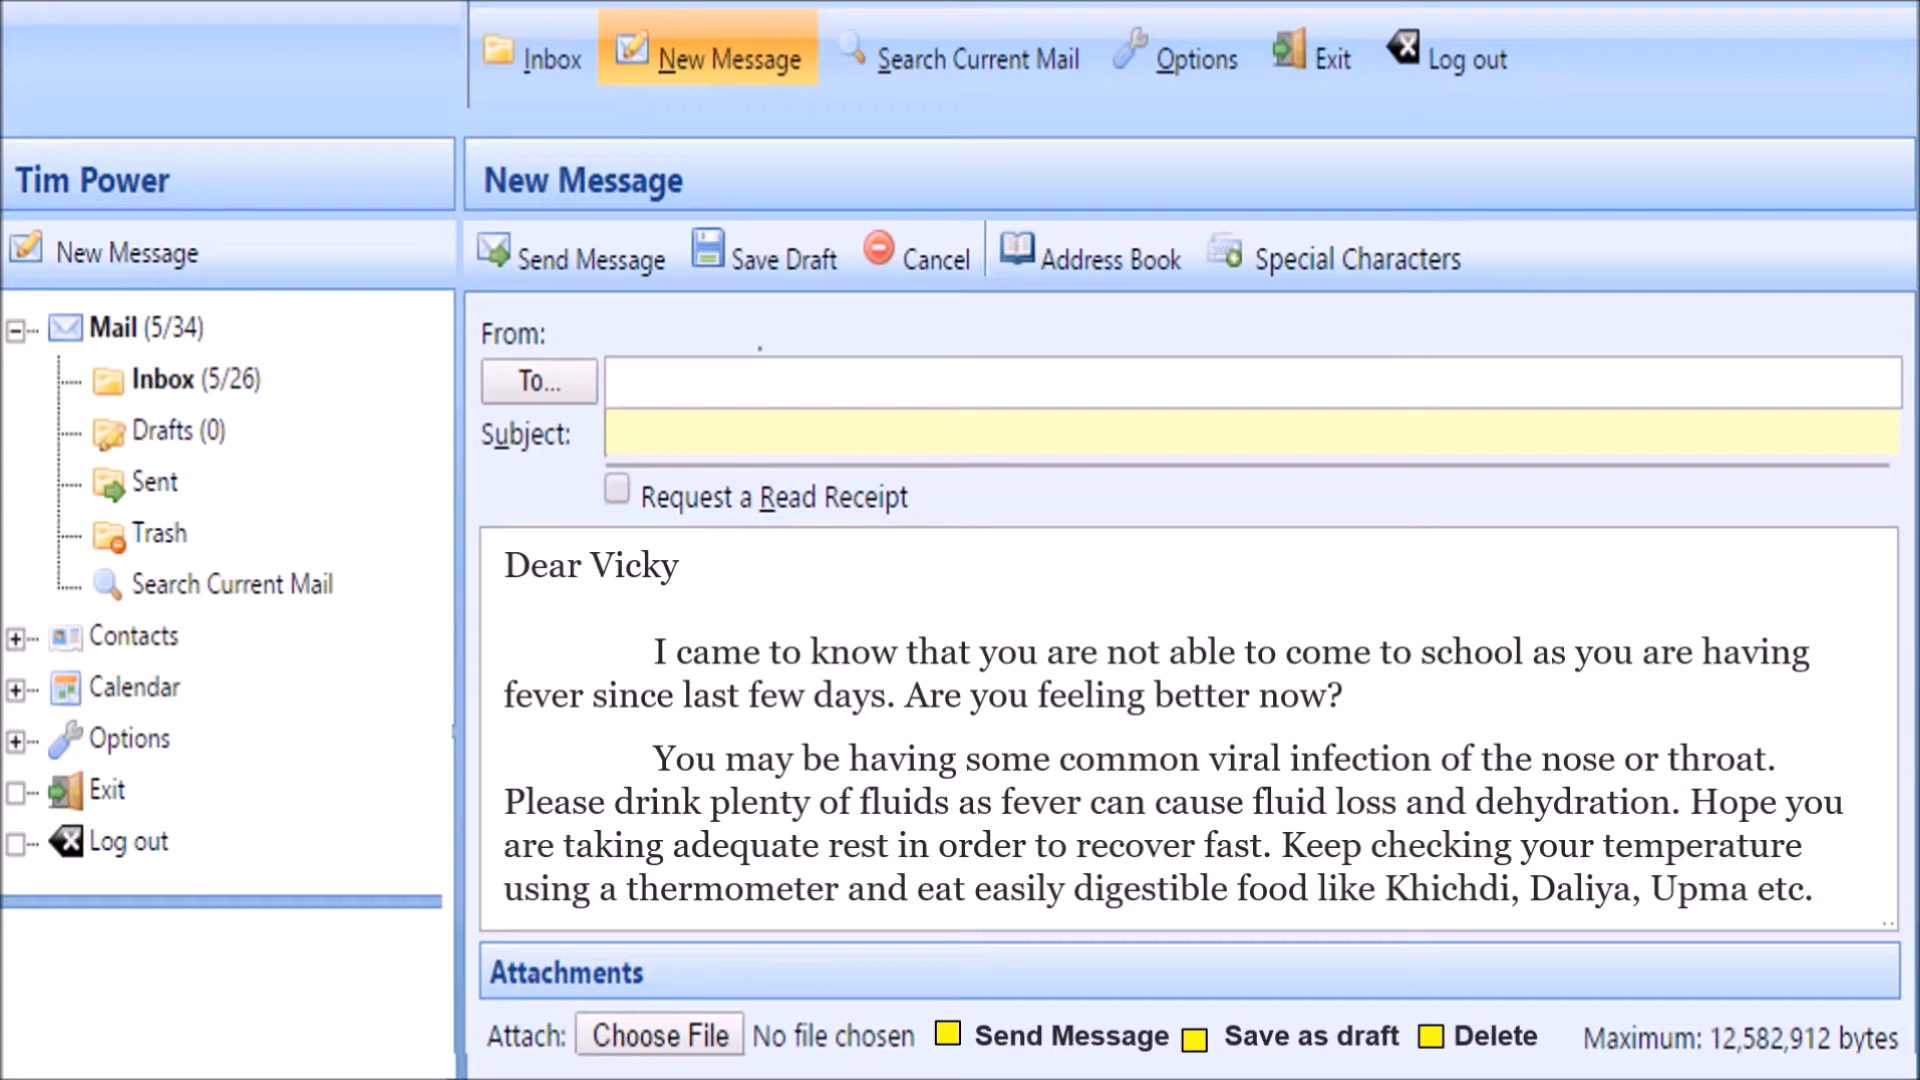 Inbox New Message Search Current Mail Options Exit Log out
Tim Power
New Message
New Message
Send Message Save Draft Cancel Address Book Special Characters
Mail (5/34)
Inbox (5/26)
Drafts (0)
Sent
Trash
Search Current Mail
Contacts
Calendar
Options
Exit
Log out
From:
To...
Subject:
Request a Read Receipt
Dear Vicky
I came to know that you are not able to come to school as you are having
fever since last few days. Are you feeling better now?
You may be having some common viral infection of the nose or throat.
Please drink plenty of fluids as fever can cause fluid loss and dehydration. Hope you
are taking adequate rest in order to recover fast. Keep checking your temperature
using a thermometer and eat easily digestible food like Khichdi, Daliya, Upma etc.
Attachments
Attach: Choose File No file chosen Send Message Save as draft Delete Maximum: 12,582,912 bytes